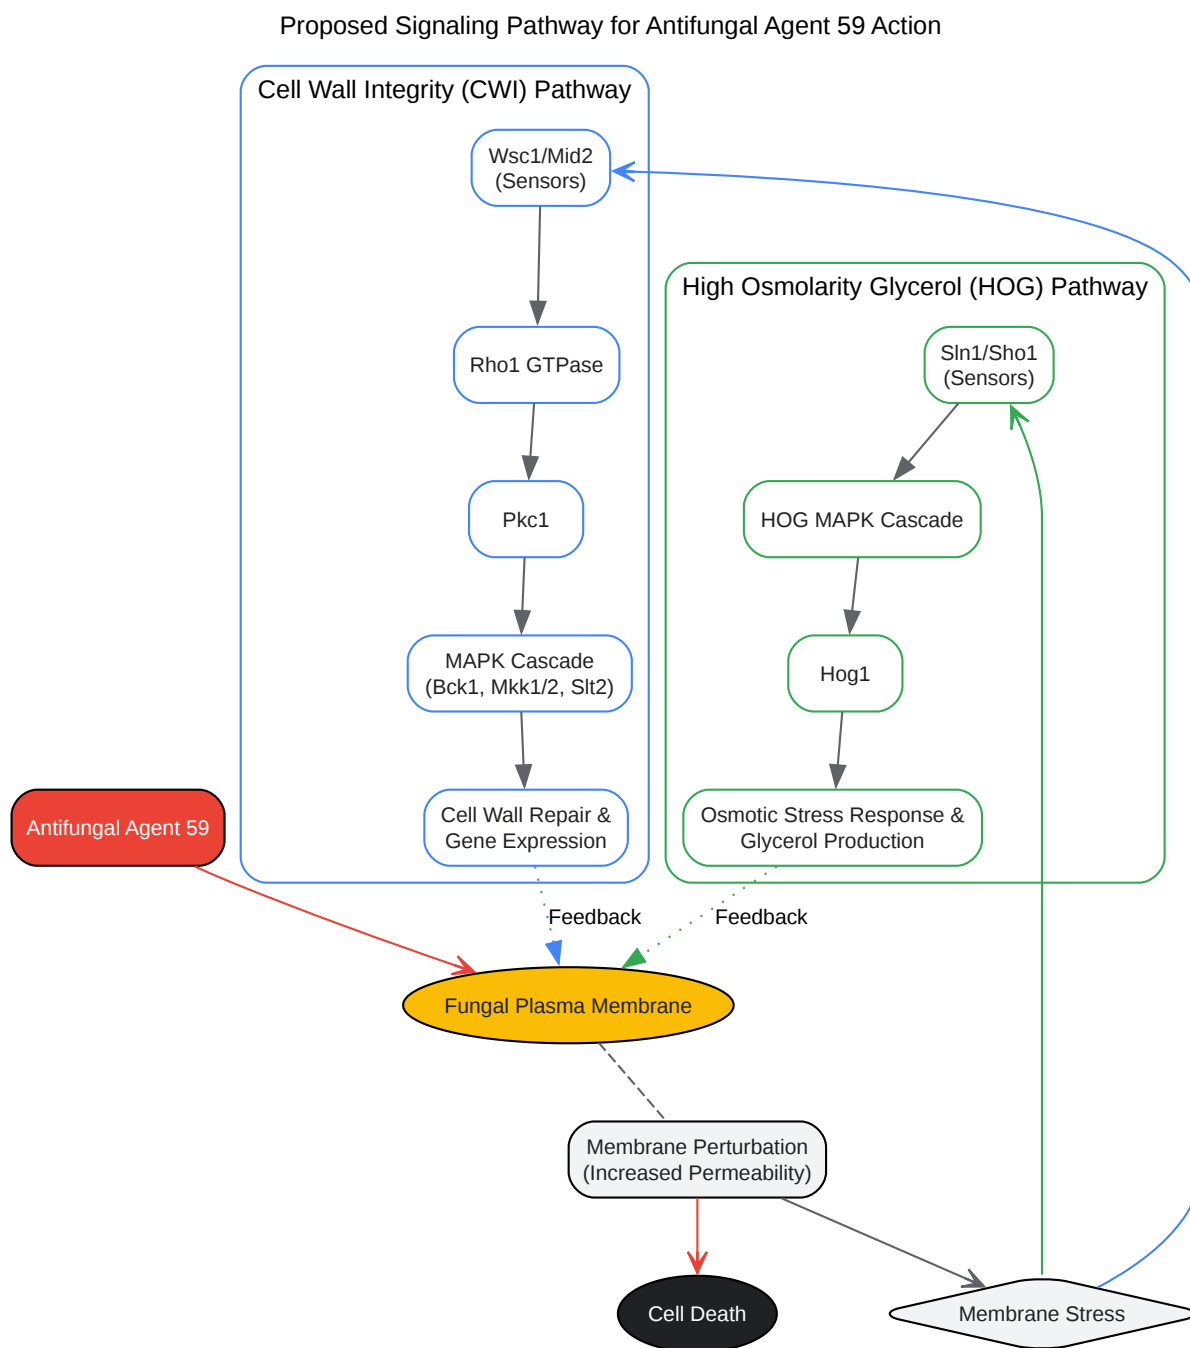 Proposed Signaling Pathway for Antifungal Agent 59 Action
Cell Wall Integrity (CWI) Pathway
Wsc1/Mid2
(Sensors)
Rho1 GTPase
Pkc1
MAPK Cascade
(Bck1, Mkk1/2, Slt2)
Cell Wall Repair &
Gene Expression
High Osmolarity Glycerol (HOG) Pathway
Sln1/Sho1
(Sensors)
HOG MAPK Cascade
Hog1
Osmotic Stress Response &
Glycerol Production
Antifungal Agent 59
Feedback
Feedback
Fungal Plasma Membrane
Membrane Perturbation
(Increased Permeability)
Cell Death
Membrane Stress